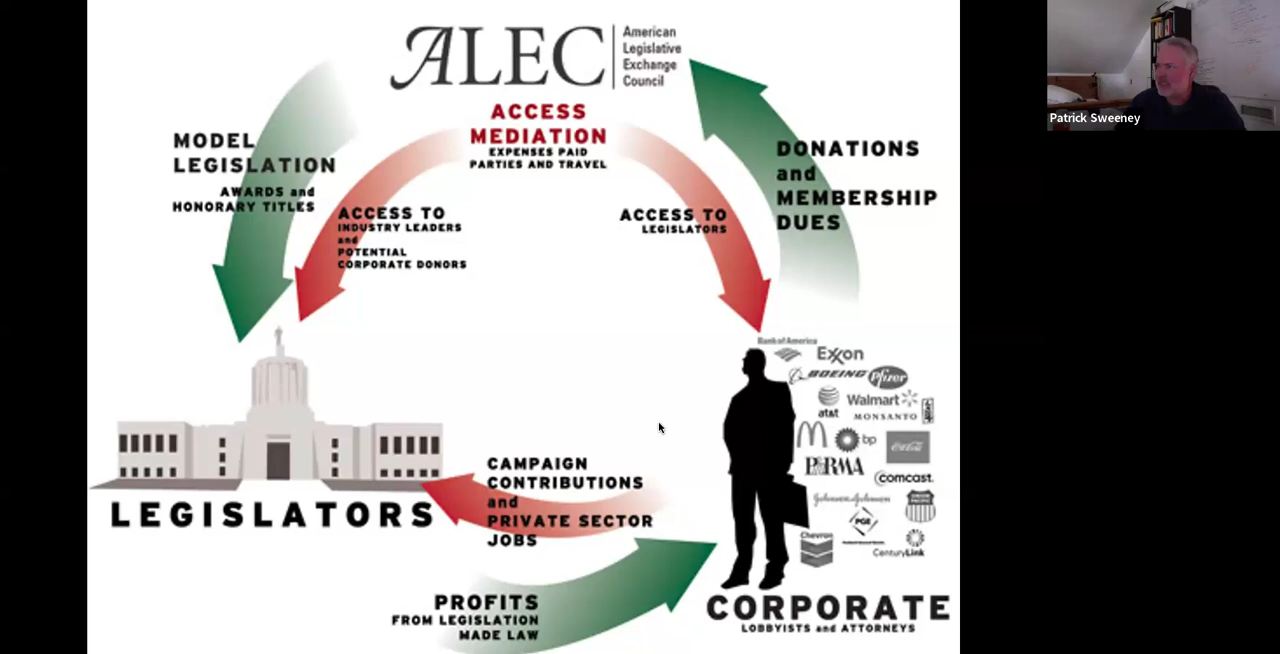 ALEC
American
Legislative
Exchange
Council
ACCESS
MEDIATION
EXPENSES PAID
PARTIES AND TRAVEL
MODEL
LEGISLATION
AWARDS and
HONORARY TITLES
ACCESS TO
INDUSTRY LEADERS
and
POTENTIAL
CORPORATE DONORS
ACCESS TO
LEGISLATORS
DONATIONS
and
MEMBERSHIP
DUES
Patrick Sweeney
Bank of America
Exxon
BOEING
Pfizer
at&t
Walmart
MONSANTO
bp
Coca-Cola
PhRMA
comcast.
Johnson & Johnson
UNION
PACIFIC
PGE
Chevron
CenturyLink
LEGISLATORS
CAMPAIGN
CONTRIBUTIONS
and
PRIVATE SECTOR
JOBS
PROFITS
FROM LEGISLATION
MADE LAW
CORPORATE
LOBBYISTS and ATTORNEYS